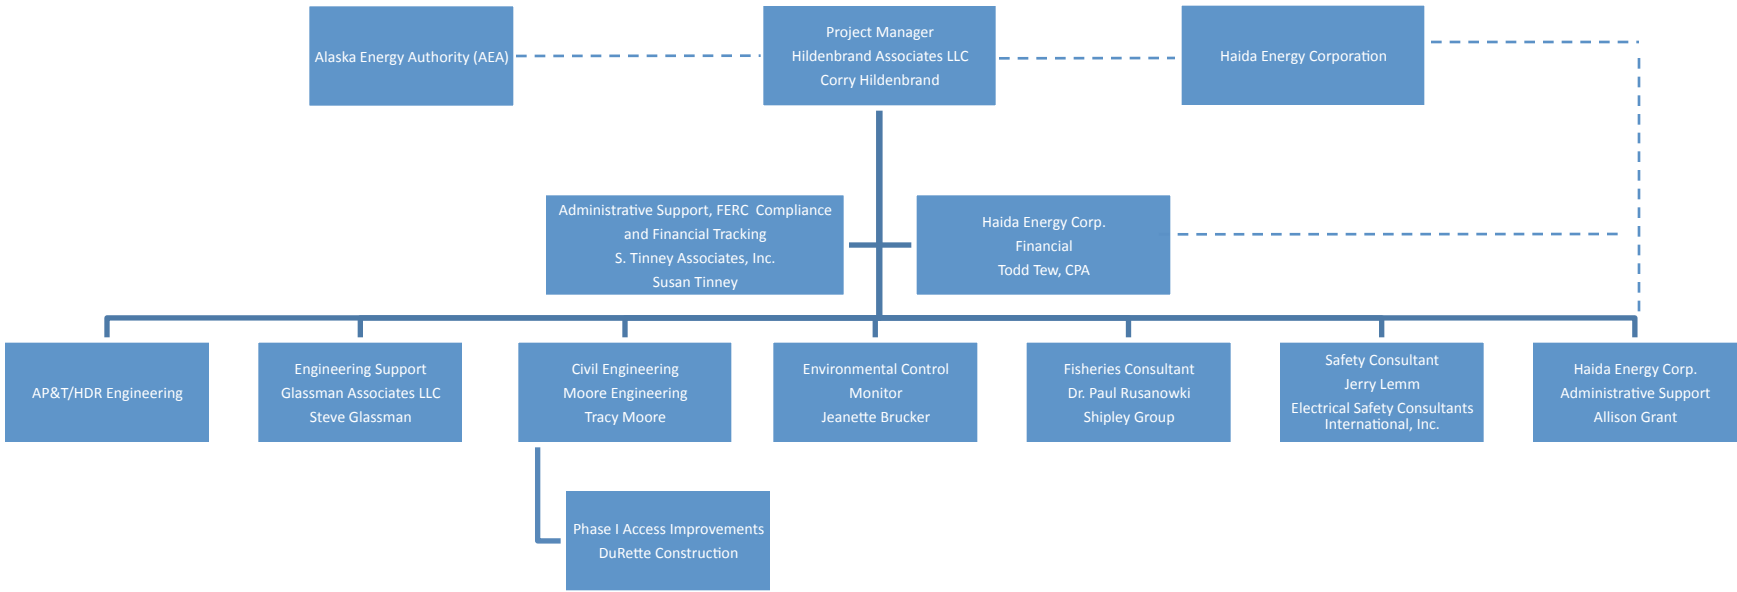 Alaska Energy Authority (AEA)
Project Manager
Hildenbrand Associates LLC
Corry Hildenbrand
Haida Energy Corporation
Administrative Support, FERC  Compliance
and Financial Tracking
S. Tinney Associates, Inc.
Susan Tinney
Haida Energy Corp.
Financial
Todd Tew, CPA
AP&T/HDR Engineering
Engineering Support
Glassman Associates LLC
Steve Glassman
Civil Engineering
Moore Engineering
Tracy Moore
Environmental Control
Monitor
Jeanette Brucker
Fisheries Consultant
Dr. Paul Rusanowki
Shipley Group
Safety Consultant
Jerry Lemm
Electrical Safety Consultants
International, Inc.
Haida Energy Corp.
Administrative Support
Allison Grant
Phase I Access Improvements
DuRette Construction